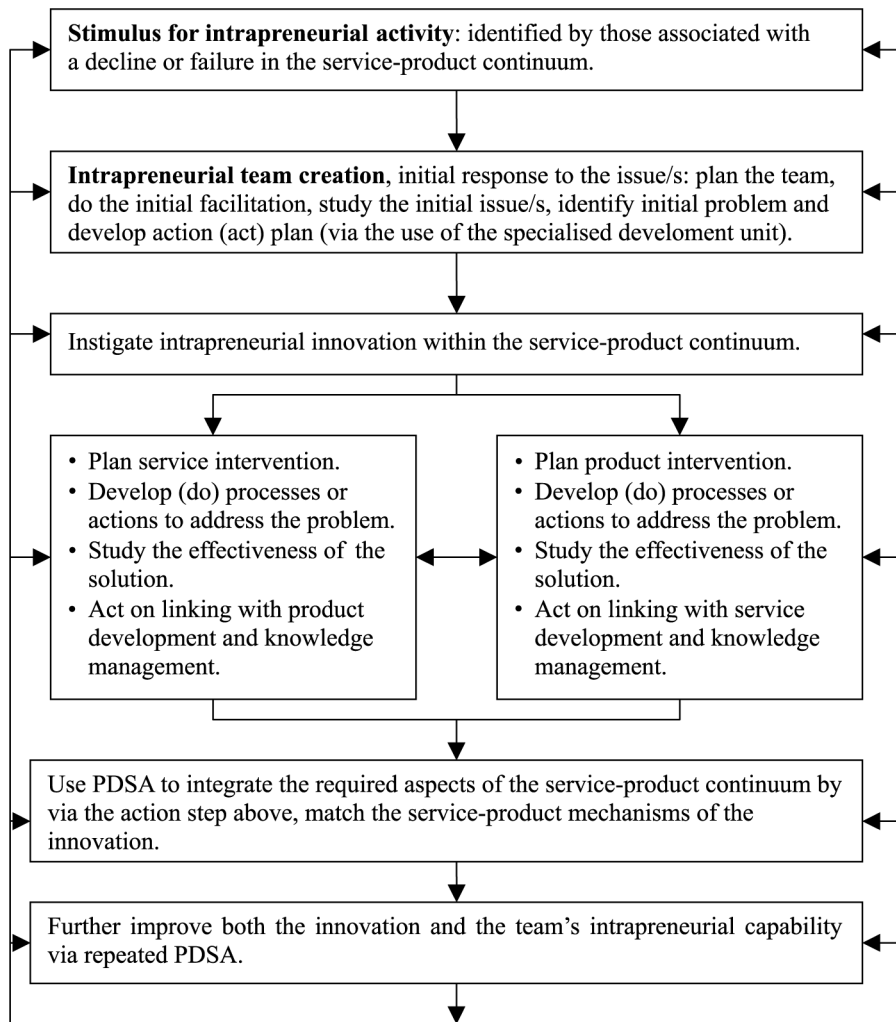 Stimulus for intrapreneurial activity: identified by those associated with
a decline or failure in the service-product continuum.
Intrapreneurial team creation, initial response to the issue/s: plan the team,
do the initial facilitation, study the initial issue/s, identify initial problem and
develop action (act) plan (via the use of the specialised develoment unit).
Instigate intrapreneurial innovation within the service-product continuum.
• Plan service intervention.
• Develop (do) processes or
actions to address the problem.
• Study the effectiveness of the
solution.
• Act on linking with product
development and knowledge
management.
• Plan product intervention.
• Develop (do) processes or
actions to address the problem.
• Study the effectiveness of the
solution.
• Act on linking with service
development and knowledge
management.
Use PDSA to integrate the required aspects of the service-product continuum by
via the action step above, match the service-product mechanisms of the
innovation.
Further improve both the innovation and the team’s intrapreneurial capability
via repeated PDSA.